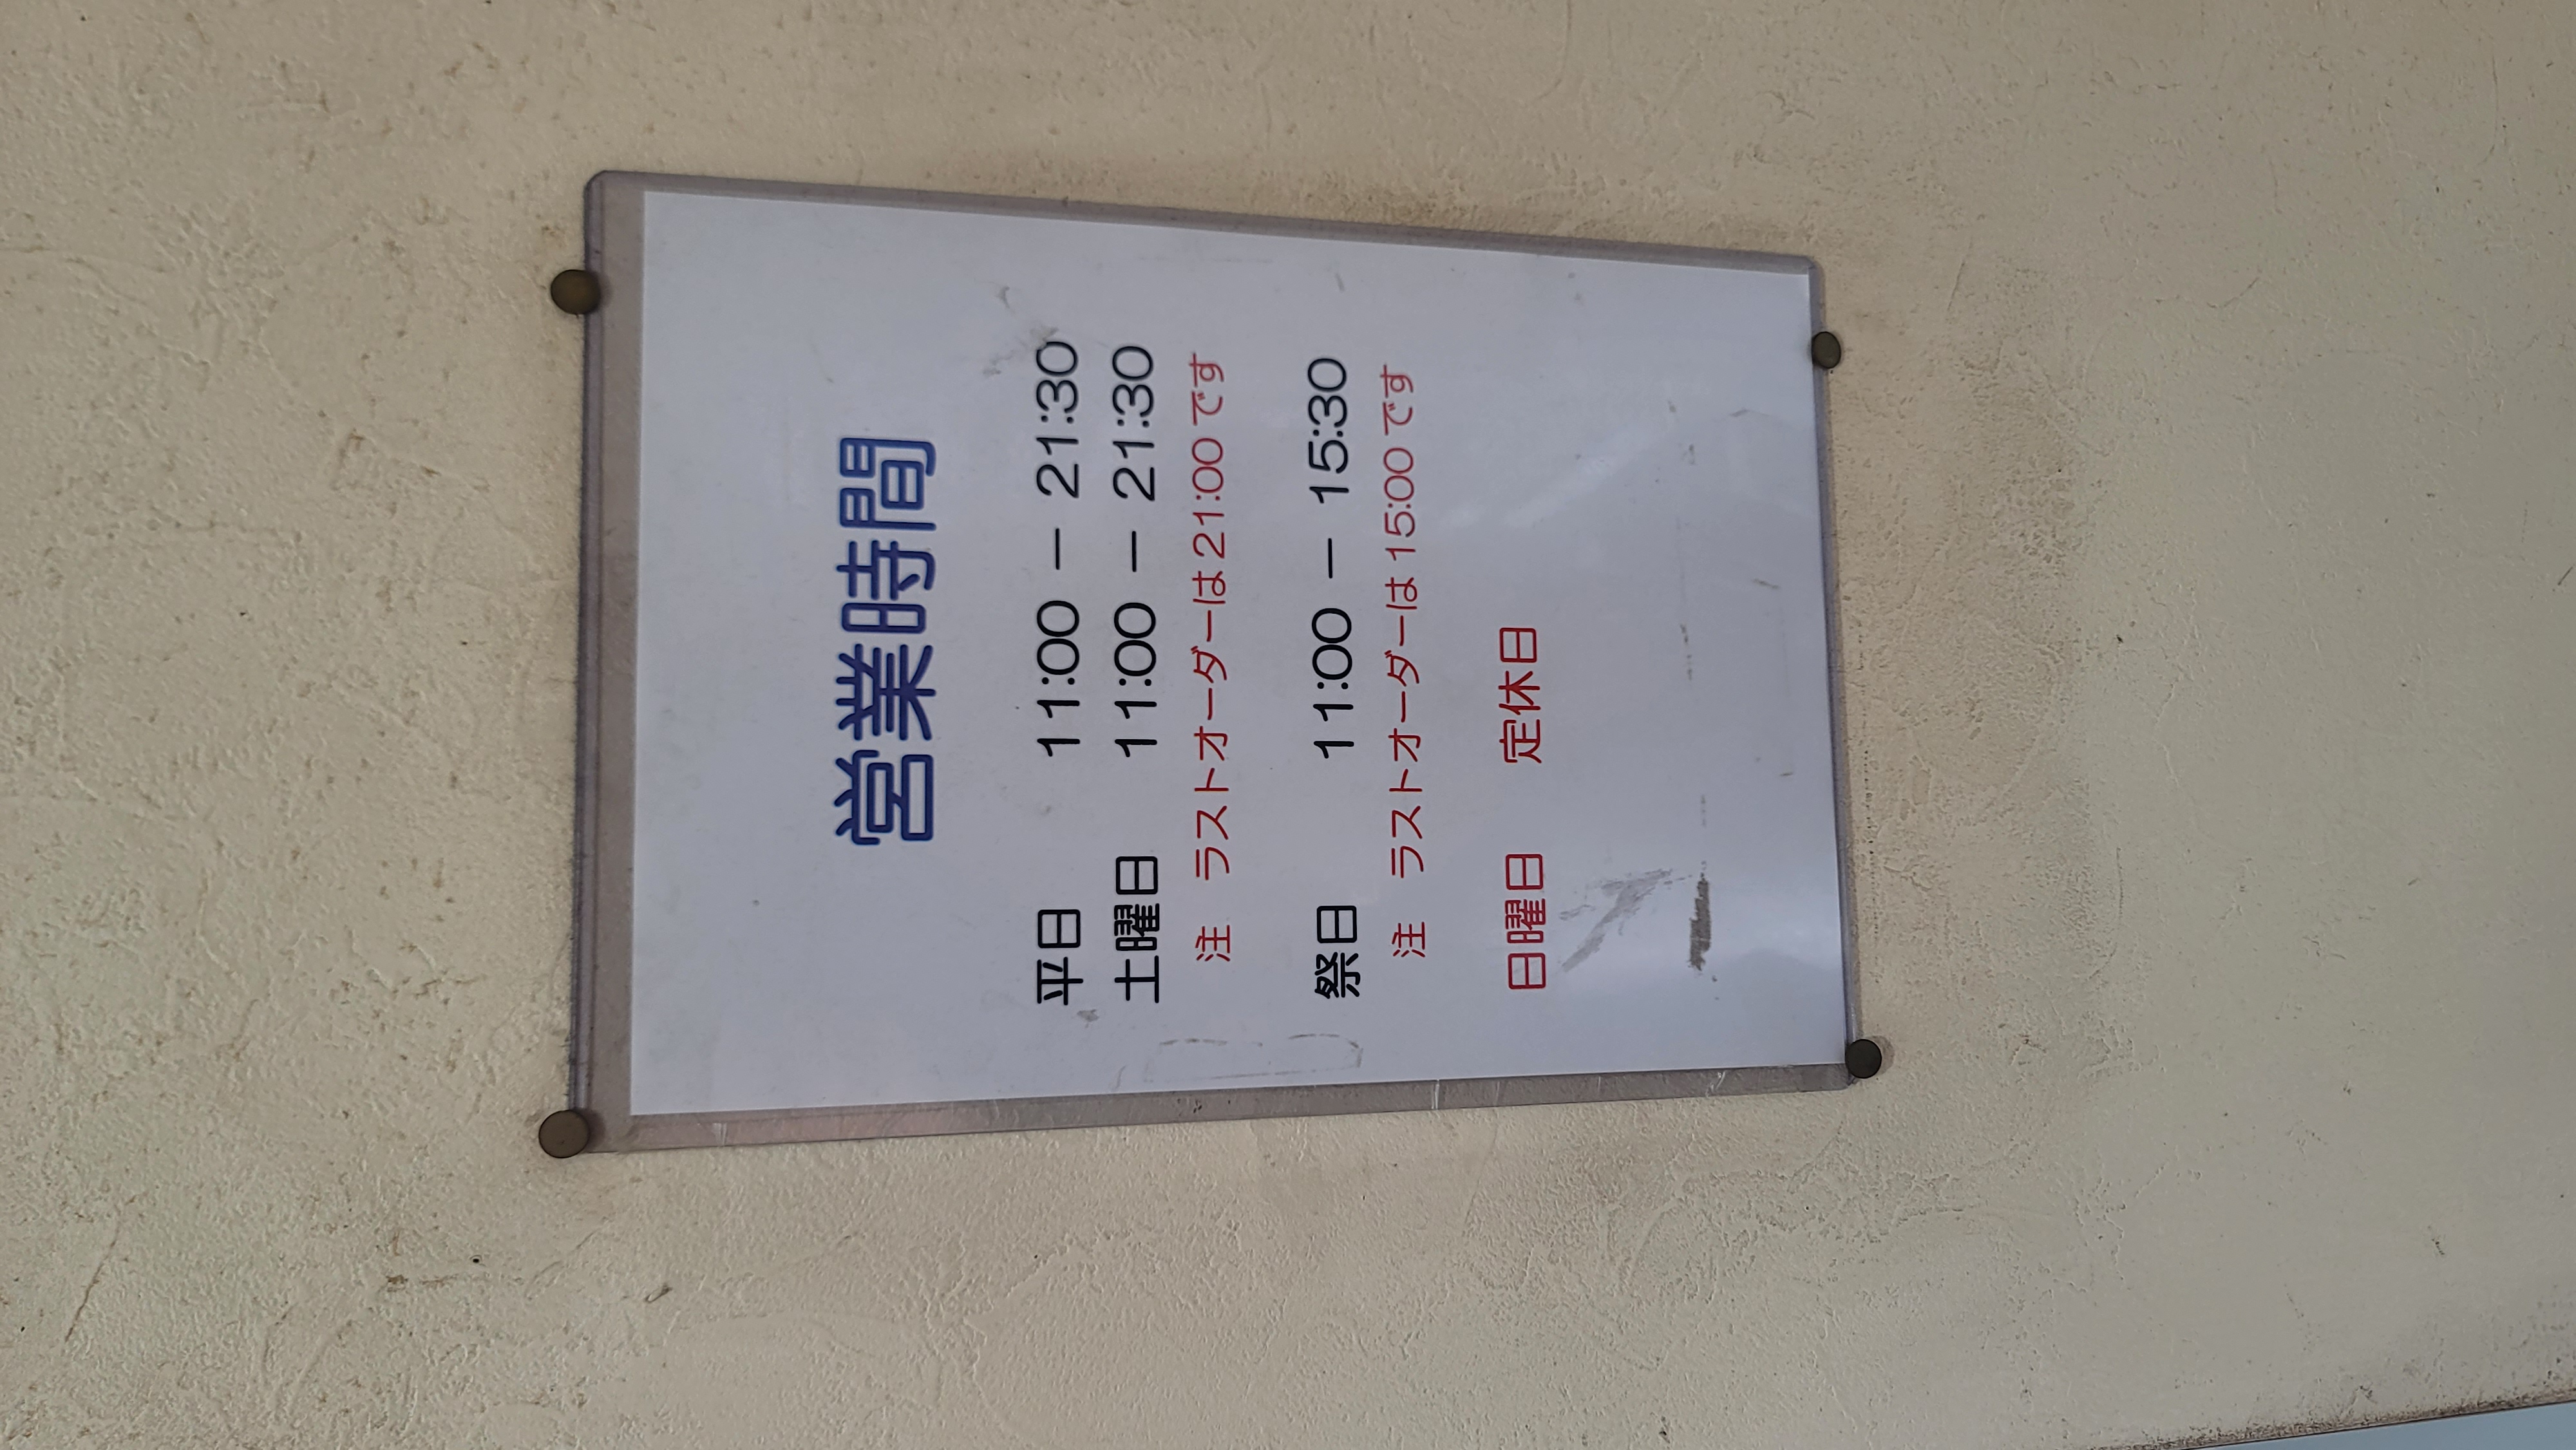 営業時間
平日 11:00 － 21:30
土曜日 11:00 － 21:30
注 ラストオーダーは 21:00 です
祭日 11:00 － 15:30
注 ラストオーダーは 15:00 です
日曜日 定休日